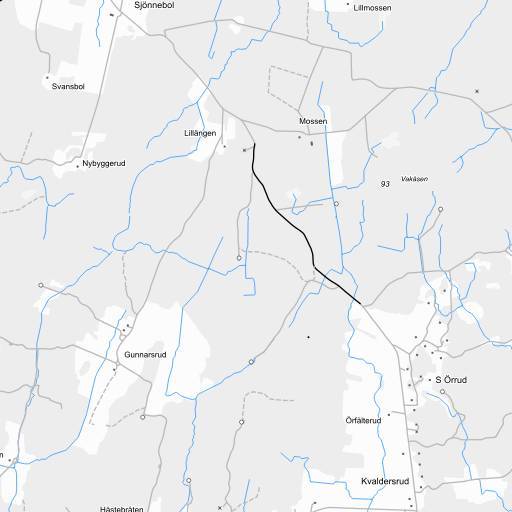 Sjönnebol
Lillmossen
Svansbol
Mossen
Lillängen
Nybyggerud
93
Vakåsen
Gunnarsrud
S Örrud
Örfälterud
n
Kvaldersrud
Hästebråten